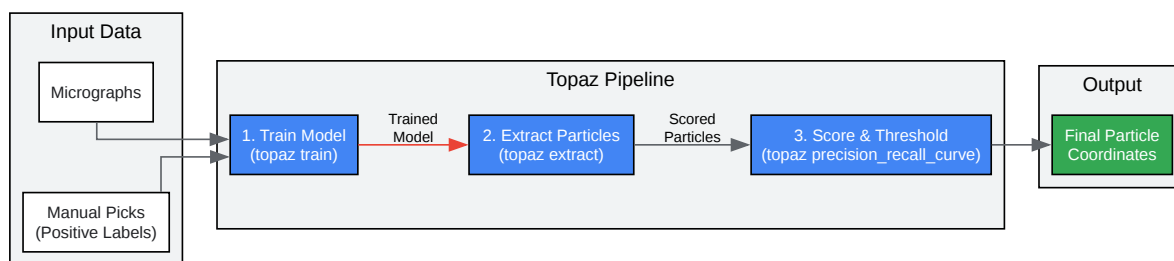 Input Data
Micrographs
Manual Picks
(Positive Labels)
Topaz Pipeline
1. Train Model
(topaz train)
Trained
Model
2. Extract Particles
(topaz extract)
Scored
Particles
3. Score & Threshold
(topaz precision_recall_curve)
Output
Final Particle
Coordinates